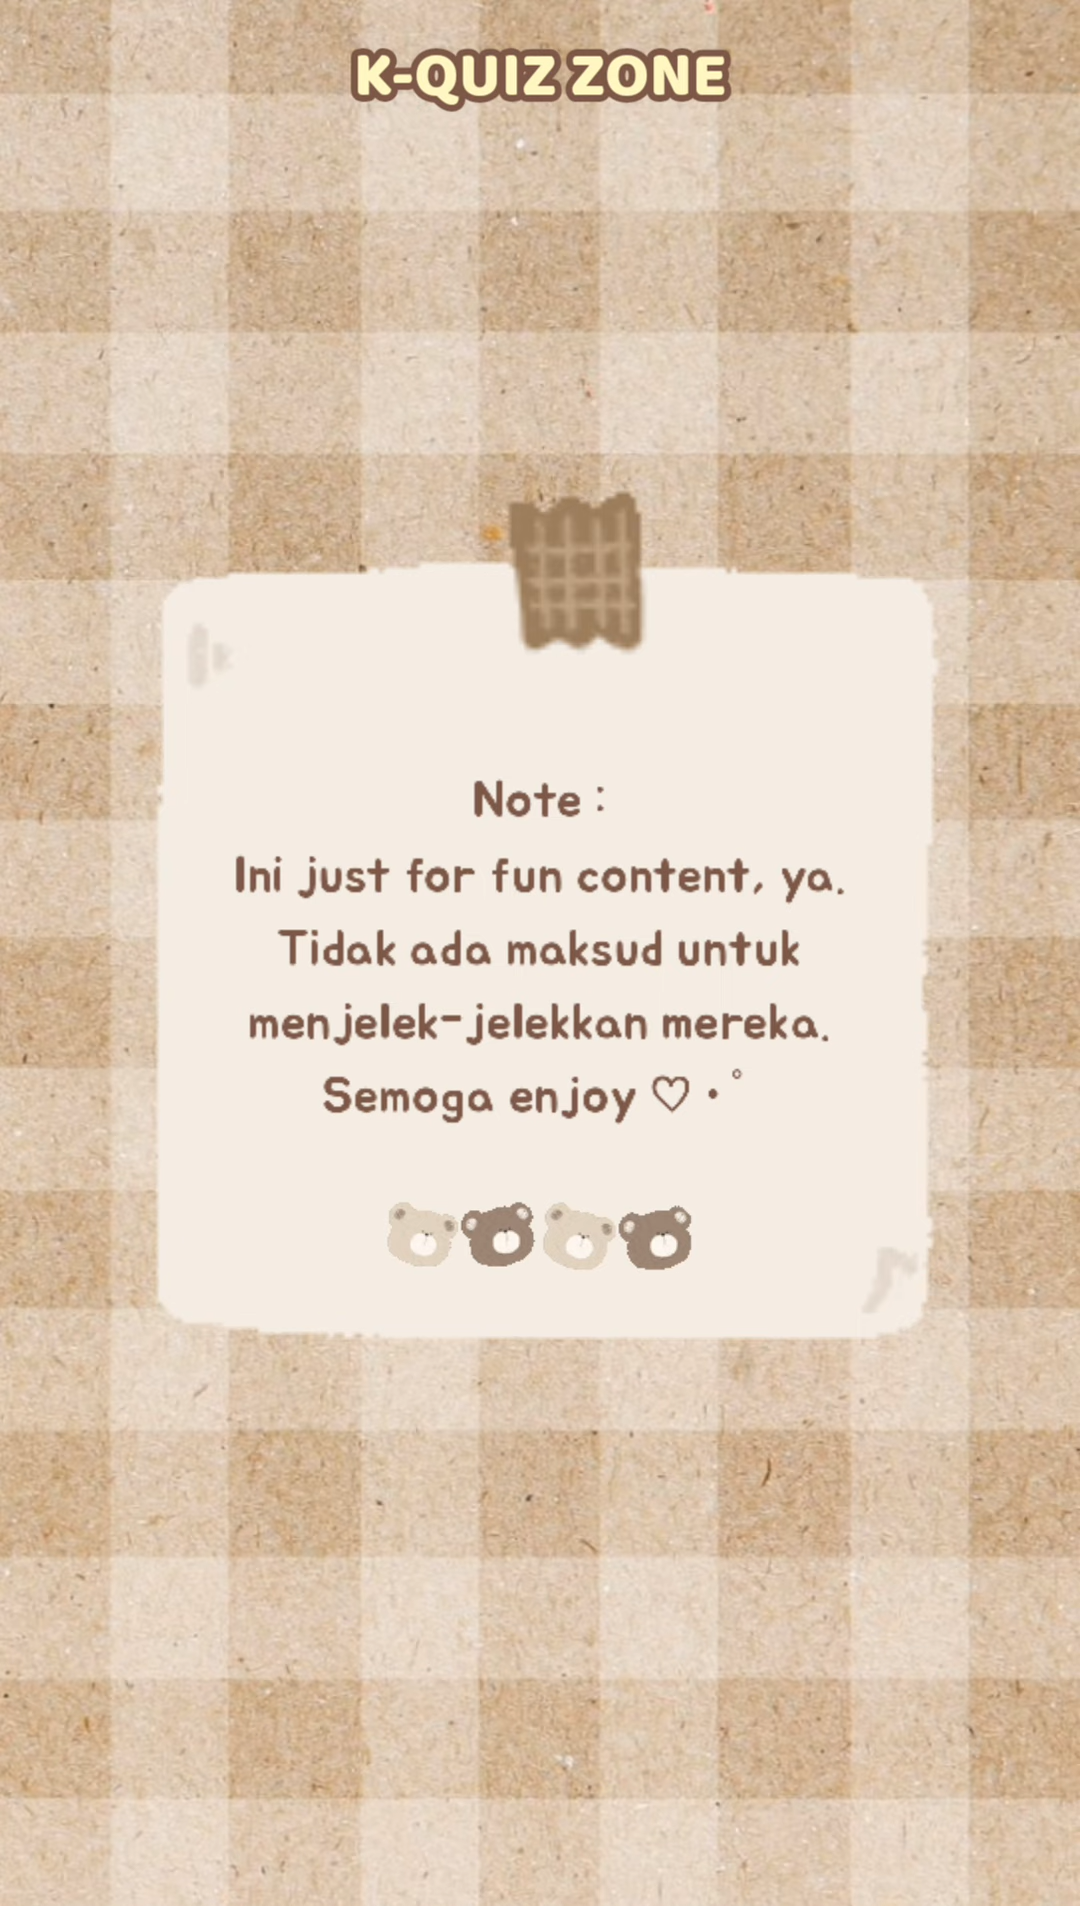 K-QUIZ ZONE
Note :
Ini just for fun content, ya.
Tidak ada maksud untuk
menjelek-jelekkan mereka.
Semoga enjoy ♡ · ˚